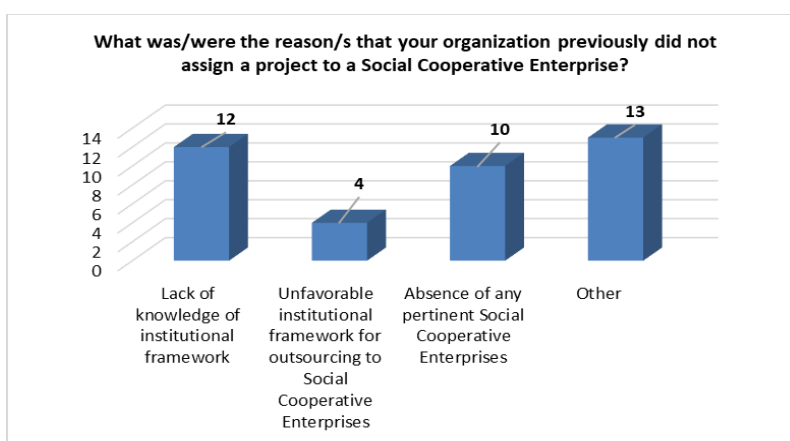 What was/were the reason/s that your organization previously did not
assign a project to a Social Cooperative Enterprise?
12
4
10
13
14
12
10
8
6
4
2
0
Lack of
knowledge of
institutional
framework
Unfavorable
institutional
framework for
outsourcing to
Social
Cooperative
Enterprises
Absence of any
pertinent Social
Cooperative
Enterprises
Other